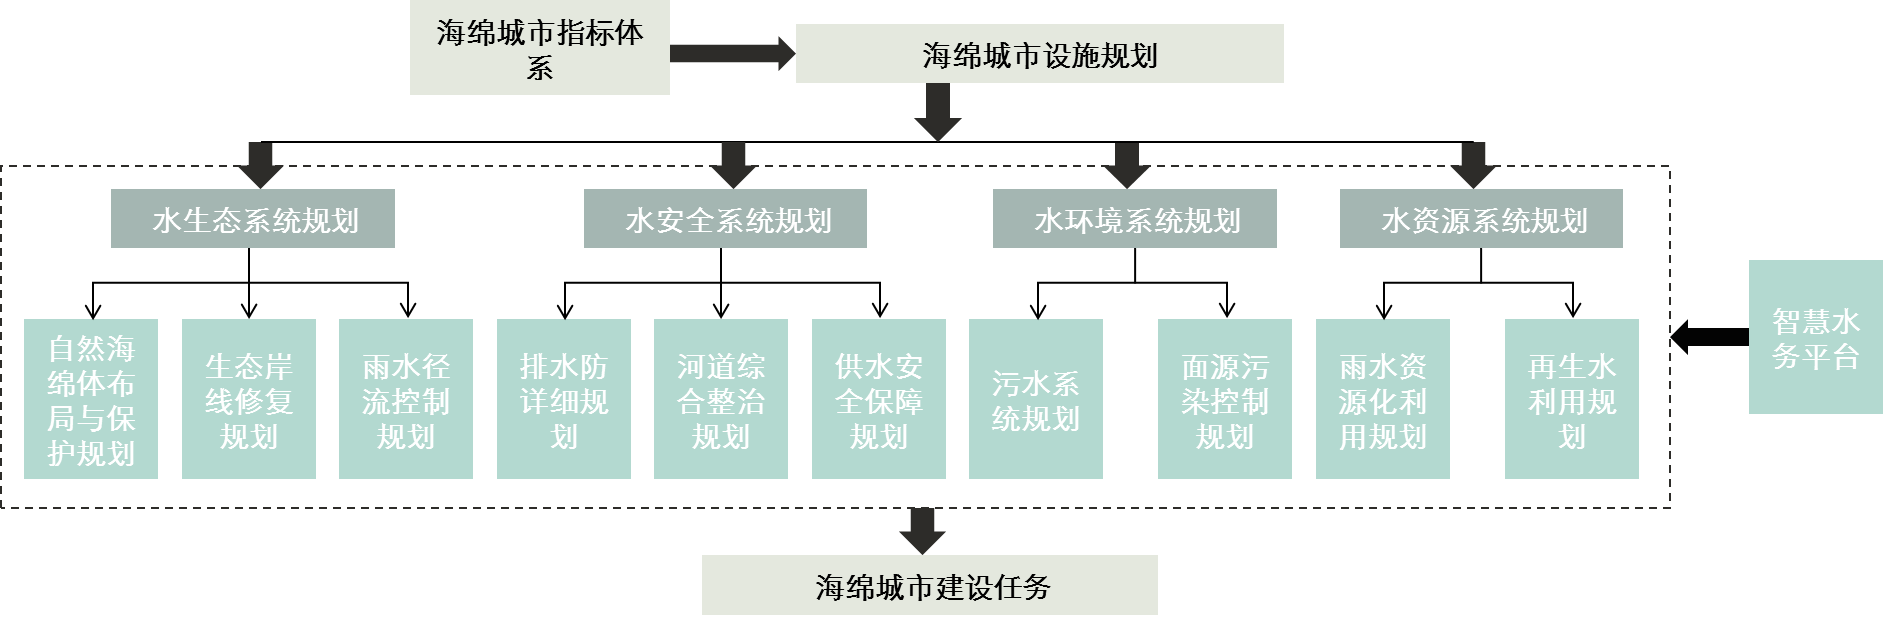 海绵城市指标体
系
海绵城市设施规划
水生态系统规划
水安全系统规划
水环境系统规划
水资源系统规划
自然海
绵体布
局与保
护规划
生态岸
线修复
规划
雨水径
流控制
规划
排水防
详细规
划
河道综
合整治
规划
供水安
全保障
规划
污水系
统规划
面源污
染控制
规划
雨水资
源化利
用规划
再生水
利用规
划
智慧水
务平台
海绵城市建设任务